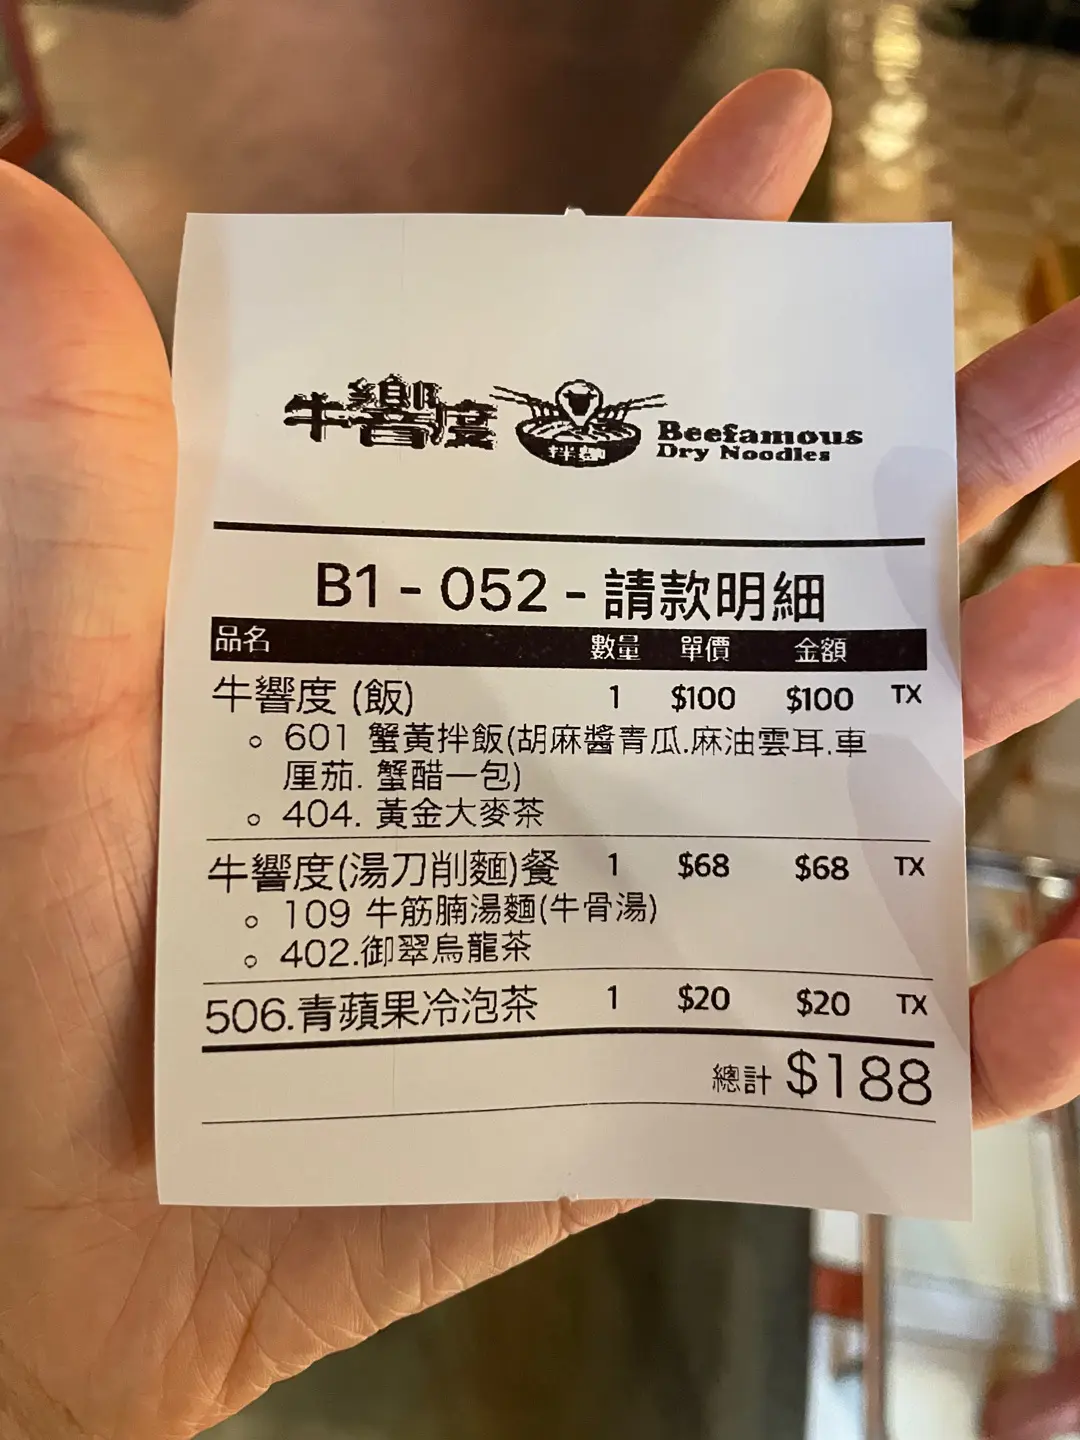 牛響度 拌麵 Beefamous
Dry Noodles
B1 - 052 - 請款明細
品名 數量 單價 金額
牛響度 (飯) 1 $100 $100 TX
○ 601 蟹黃拌飯(胡麻醬青瓜.麻油雲耳.車
厘茄. 蟹醋一包)
○ 404. 黃金大麥茶
牛響度(湯刀削麵)餐 1 $68 $68 TX
○ 109 牛筋腩湯麵(牛骨湯)
○ 402.御翠烏龍茶
506.青蘋果冷泡茶 1 $20 $20 TX
總計 $188